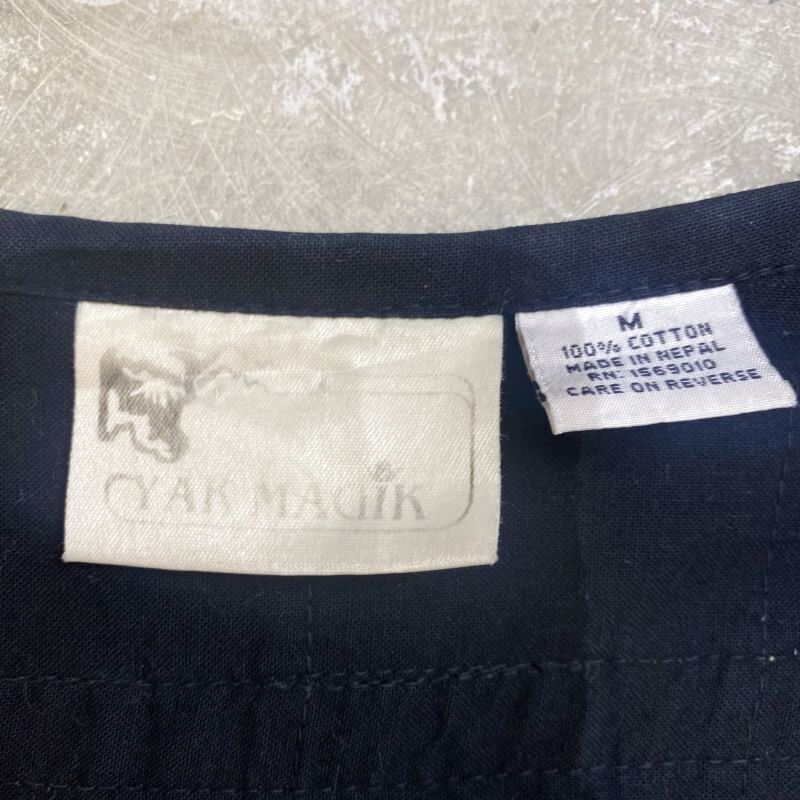 YAK MAGIK
M
100% COTTON
MADE IN NEPAL
RN: 1569010
CARE ON REVERSE